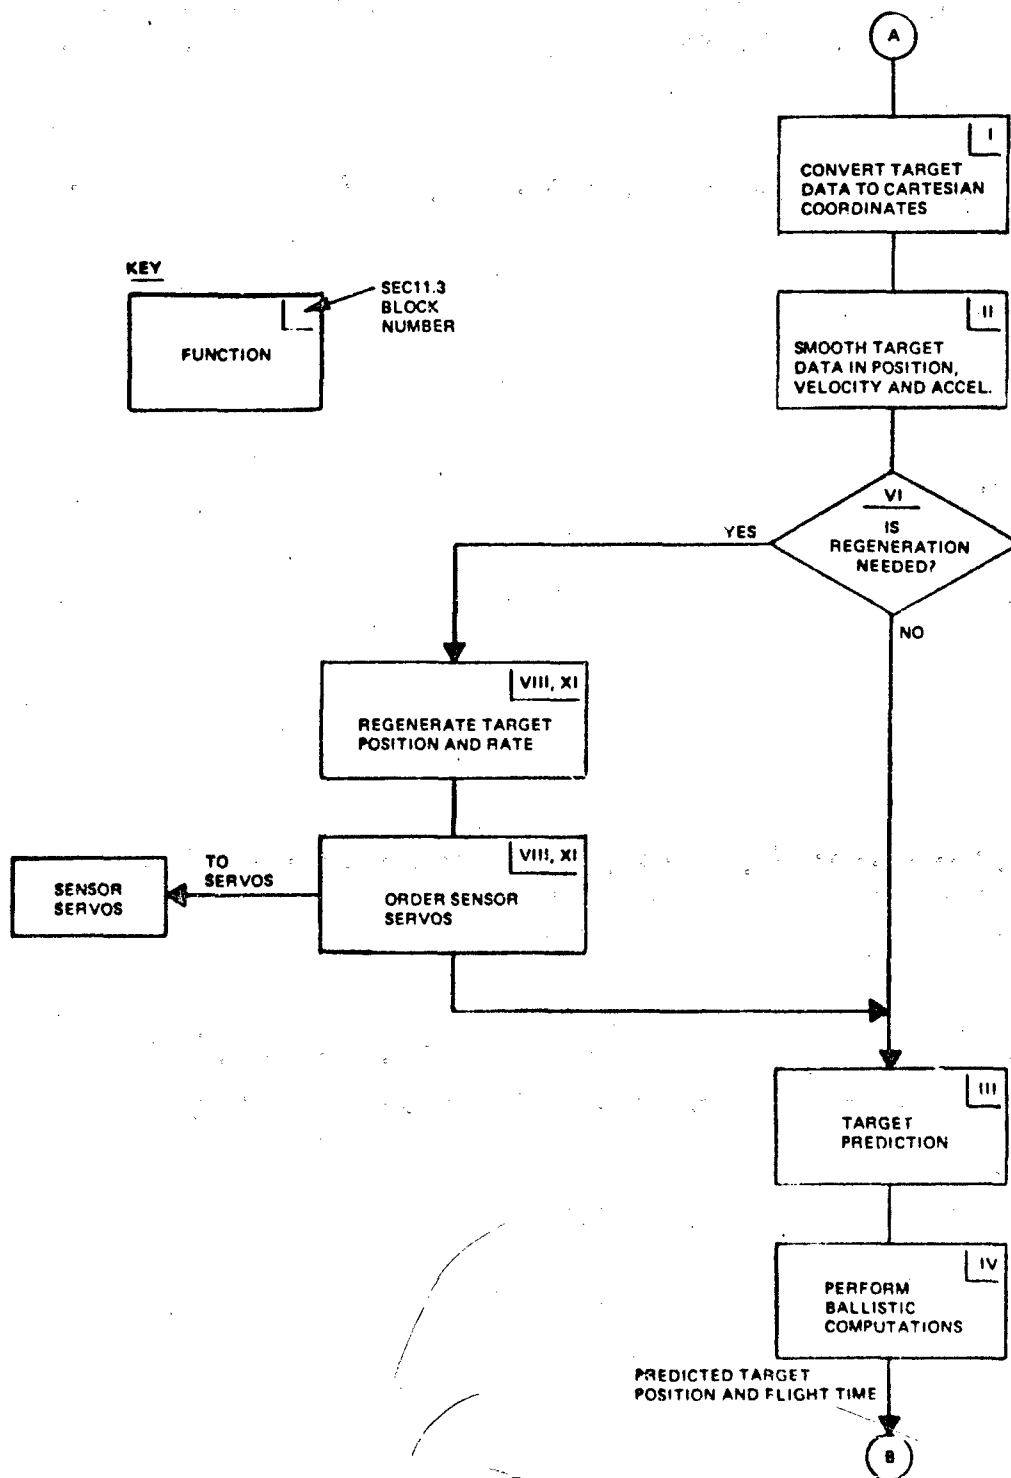 A
I
CONVERT TARGET
DATA TO CARTESIAN
COORDINATES
KEY
SEC11.3
BLOCK
NUMBER
FUNCTION
II
SMOOTH TARGET
DATA IN POSITION,
VELOCITY AND ACCEL.
VI
IS
REGENERATION
NEEDED?
YES
NO
VIII, XI
REGENERATE TARGET
POSITION AND RATE
VIII, XI
ORDER SENSOR
SERVOS
TO
SERVOS
SENSOR
SERVOS
III
TARGET
PREDICTION
IV
PERFORM
BALLISTIC
COMPUTATIONS
PREDICTED TARGET
POSITION AND FLIGHT TIME
B